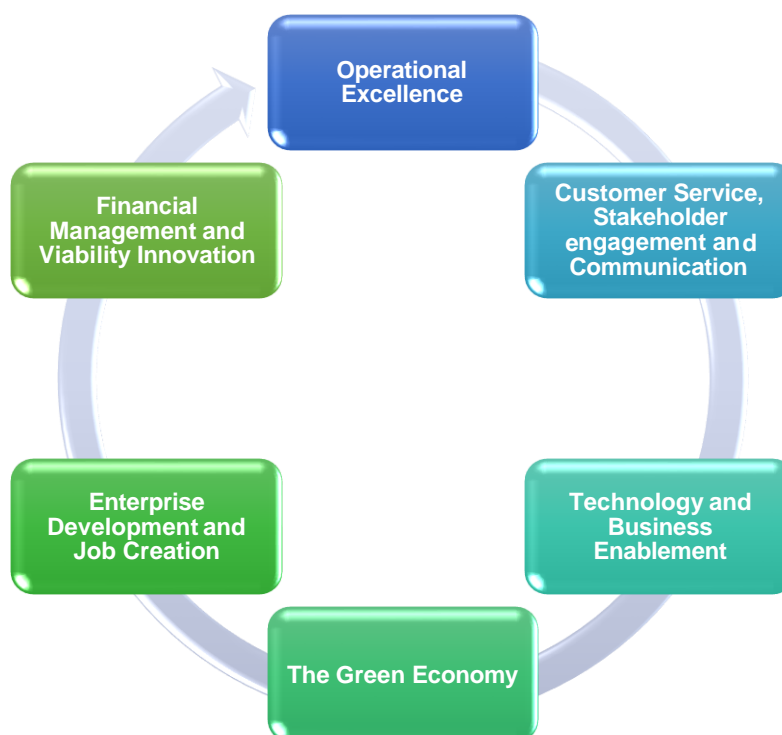 Operational
Excellence
Customer Service,
Stakeholder
engagement and
Communication
Technology and
Business
Enablement
The Green Economy
Enterprise
Development and
Job Creation
Financial
Management and
Viability Innovation